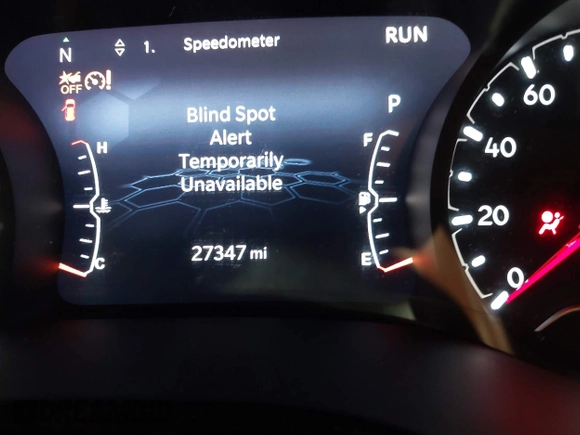 N
1. Speedometer
RUN
OFF
!
P
Blind Spot
Alert
Temporarily
Unavailable
H
C
F
E
27347 mi
60
40
20
0